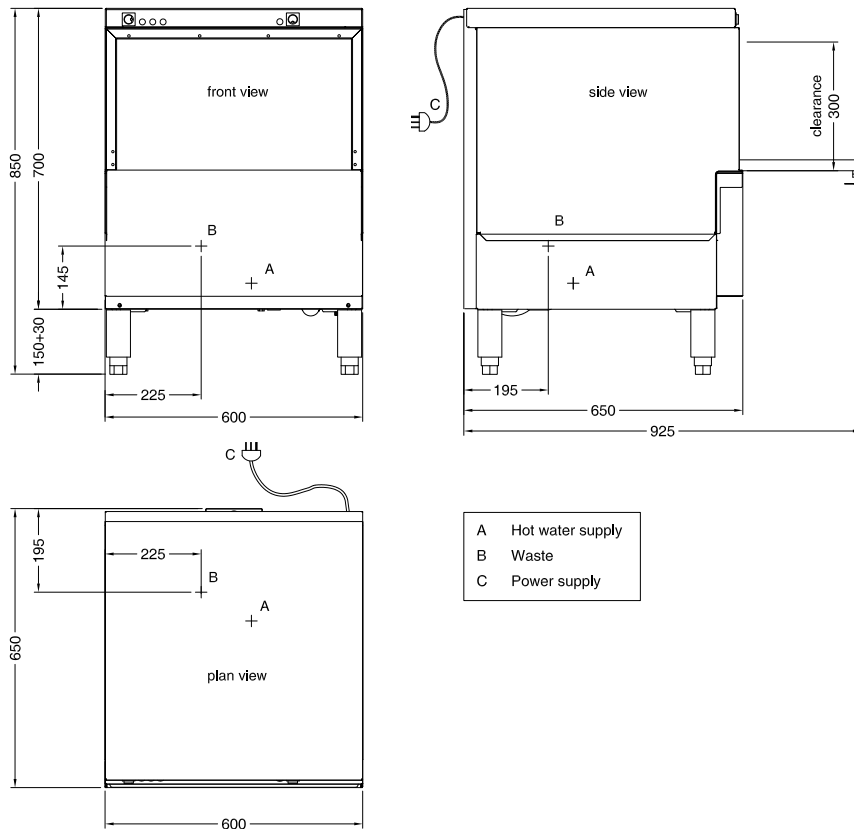 front view
850
700
B
A
145
150+30
225
600
C
side view
clearance
300
B
A
195
650
925
C
195
225
B
A
650
plan view
600
A Hot water supply
B Waste
C Power supply